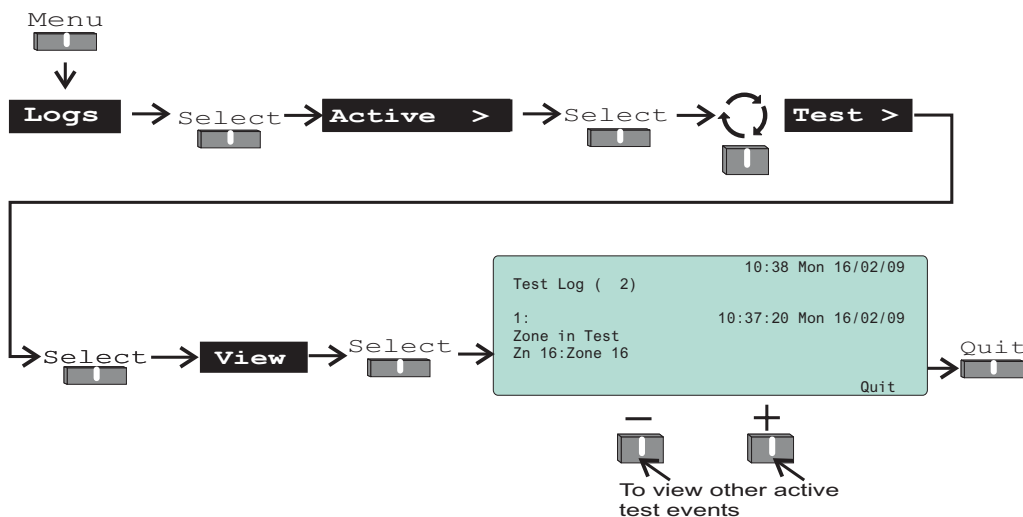 Menu
Logs
Select
Active >
Select
Test >
Select
View
Select
10:38 Mon 16/02/09
Test Log (  2)
1: 10:37:20 Mon 16/02/09
Zone in Test
Zn 16:Zone 16
Quit
Quit
— +
To view other active
test events